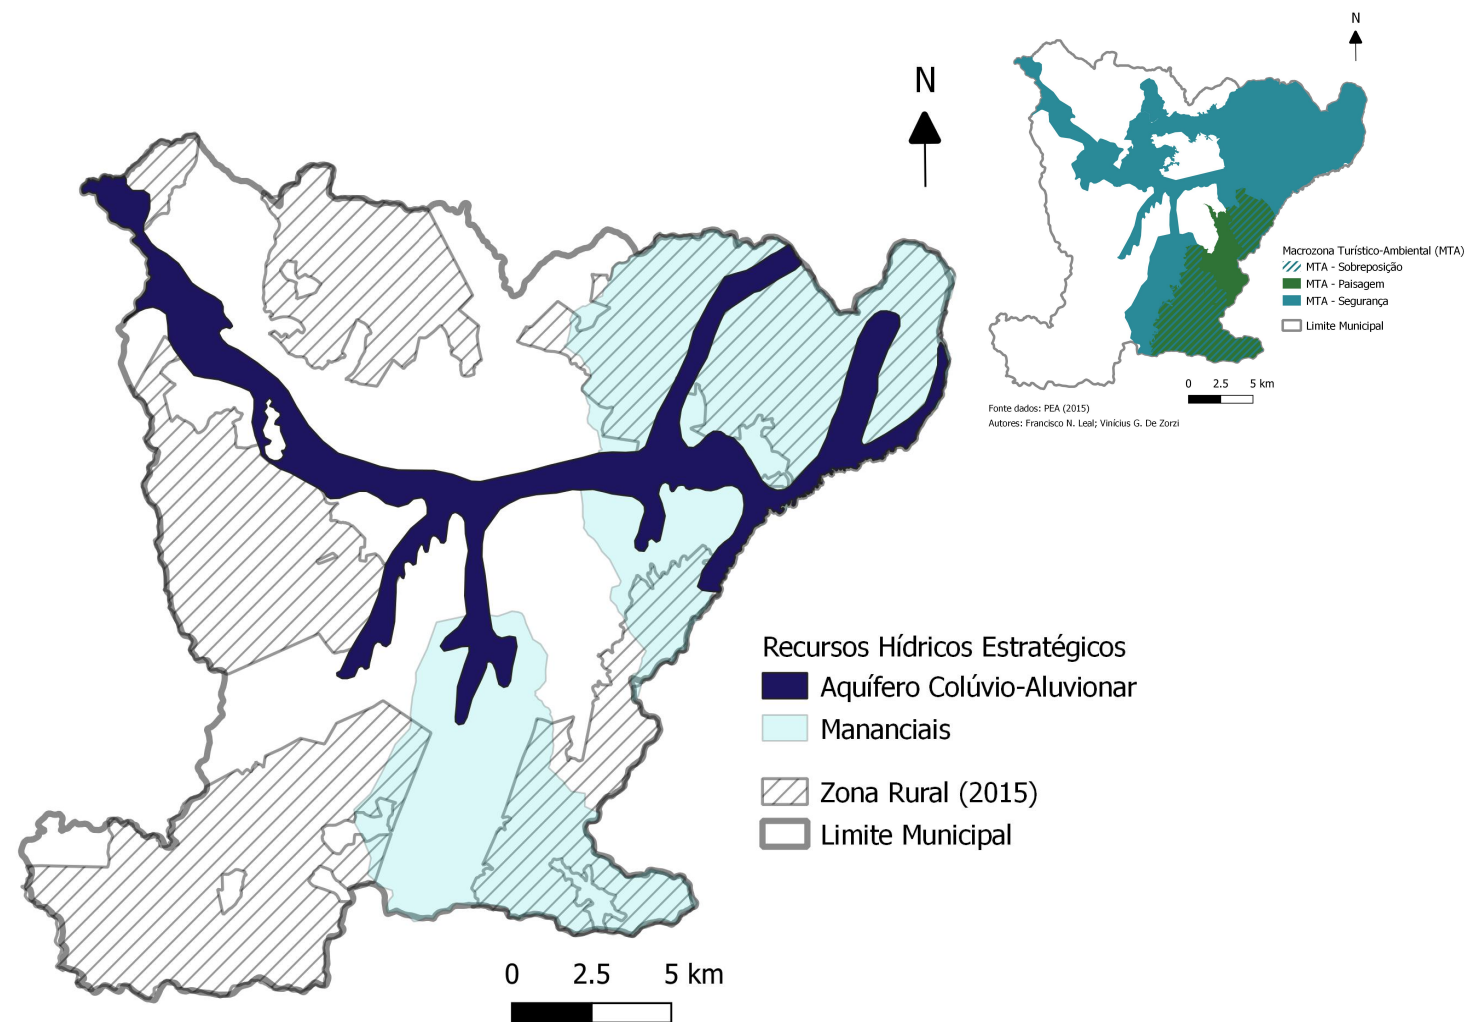 N
Recursos Hídricos Estratégicos
Aquífero Colúvio-Aluvionar
Mananciais
Zona Rural (2015)
Limite Municipal
0 2.5 5 km
N
Macrozona Turístico-Ambiental (MTA)
MTA - Sobreposição
MTA - Paisagem
MTA - Segurança
Limite Municipal
0 2.5 5 km
Fonte dados: PEA (2015)
Autores: Francisco N. Leal; Vinícius G. De Zorzi